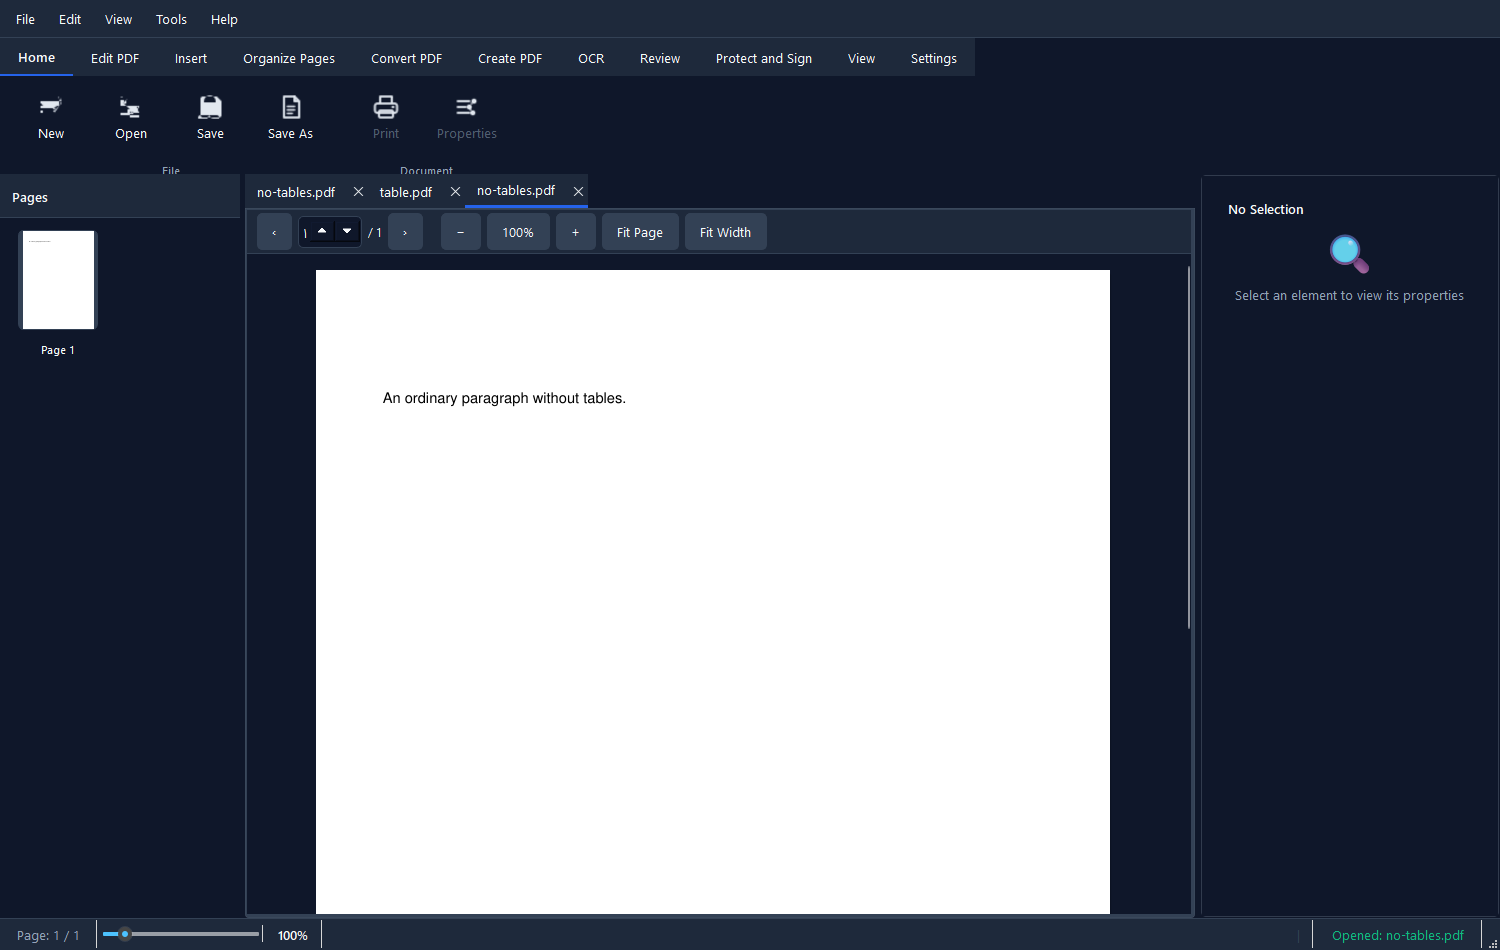 File Edit View Tools Help
Home Edit PDF Insert Organize Pages Convert PDF Create PDF OCR Review Protect and Sign View Settings
New Open Save Save As Print Properties
File Document
Pages
no-tables.pdf table.pdf no-tables.pdf
‹ 1 / 1 › − 100% + Fit Page Fit Width
No Selection
Select an element to view its properties
Page 1
An ordinary paragraph without tables.
Page: 1 / 1 100% Opened: no-tables.pdf